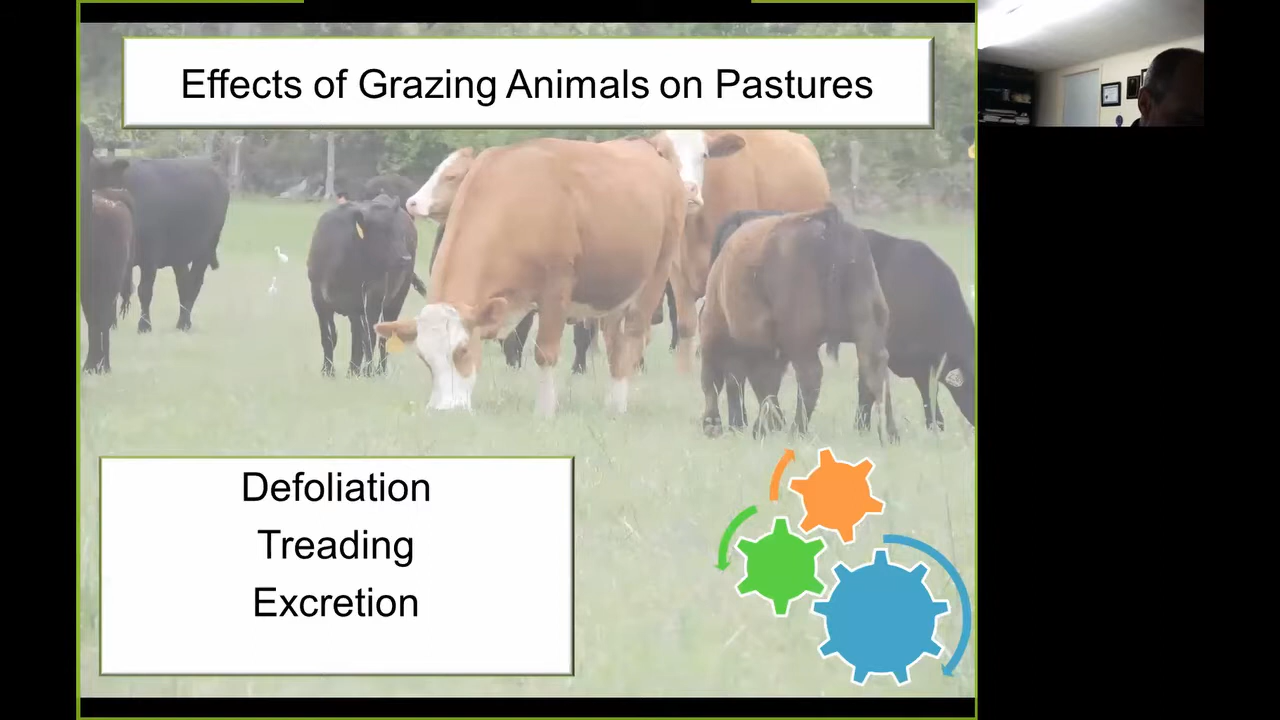 Effects of Grazing Animals on Pastures
Defoliation
Treading
Excretion